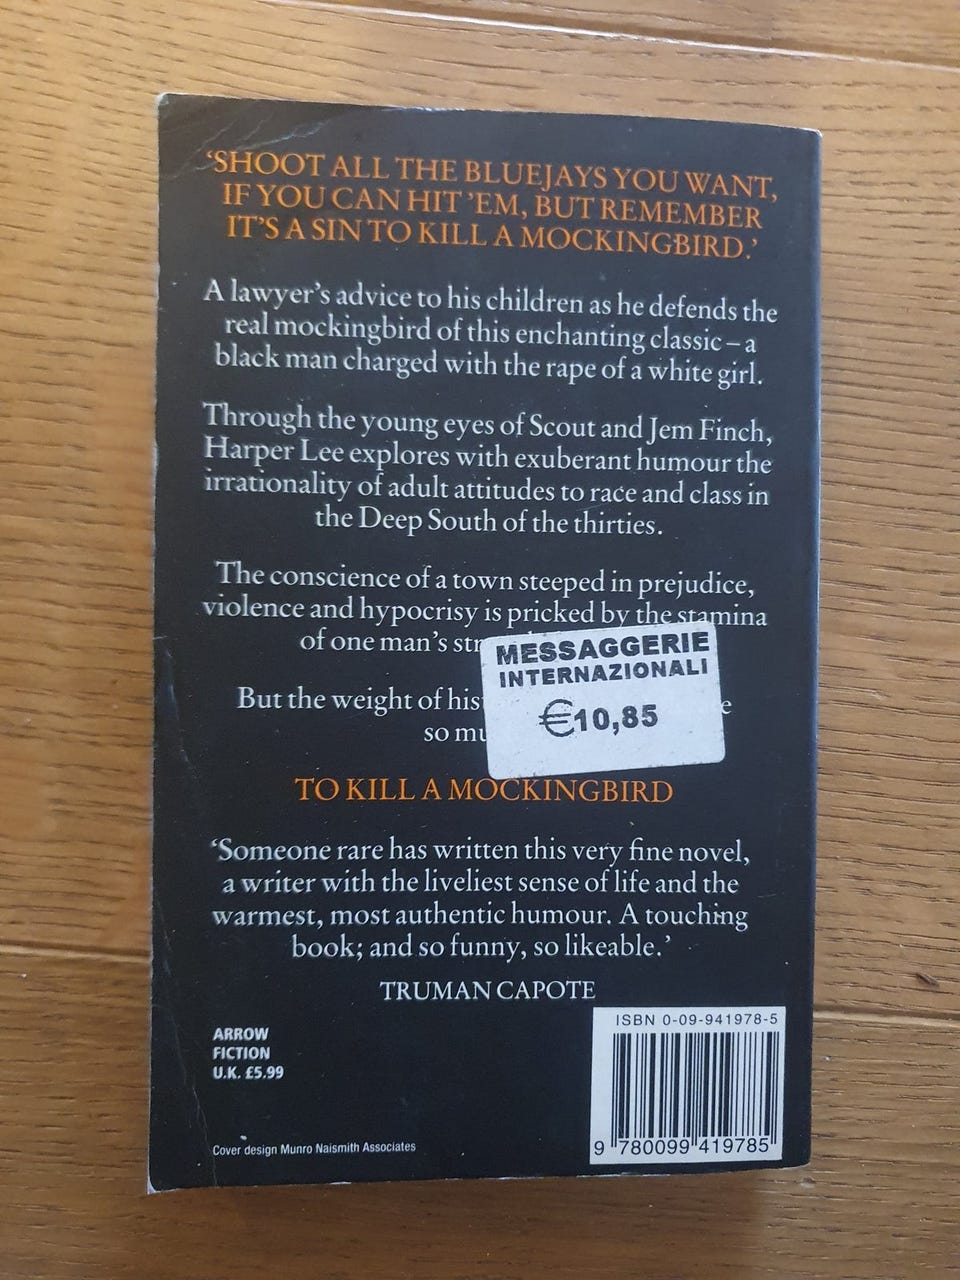 ‘SHOOT ALL THE BLUEJAYS YOU WANT,
IF YOU CAN HIT ’EM, BUT REMEMBER
IT’S A SIN TO KILL A MOCKINGBIRD.’
A lawyer’s advice to his children as he defends the
real mockingbird of this enchanting classic – a
black man charged with the rape of a white girl.
Through the young eyes of Scout and Jem Finch,
Harper Lee explores with exuberant humour the
irrationality of adult attitudes to race and class in
the Deep South of the thirties.
The conscience of a town steeped in prejudice,
violence and hypocrisy is pricked by the stamina
of one man’s
But the weight of
so
MESSAGGERIE
INTERNAZIONALI
€10,85
TO KILL A MOCKINGBIRD
‘Someone rare has written this very fine novel,
a writer with the liveliest sense of life and the
warmest, most authentic humour. A touching
book; and so funny, so likeable.’
TRUMAN CAPOTE
ARROW
FICTION
U.K. £5.99
Cover design Munro Naismith Associates
ISBN 0-09-941978-5
9 780099 419785